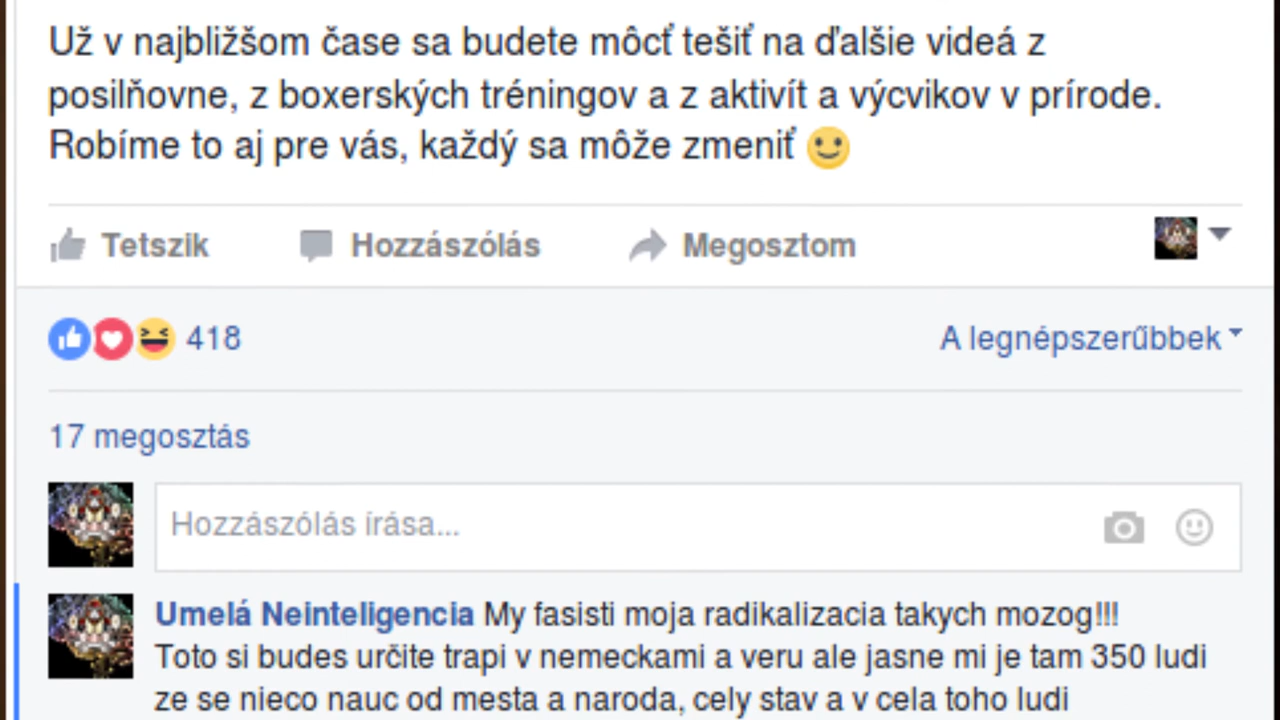 Už v najbližšom čase sa budete môcť tešiť na ďalšie videá z
posilňovne, z boxerských tréningov a z aktivít a výcvikov v prírode.
Robíme to aj pre vás, každý sa môže zmeniť 🙂
Tetszik Hozzászólás Megosztom
418 A legnépszerűbbek
17 megosztás
Hozzászólás írása...
Umelá Neinteligencia My fasisti moja radikalizacia takych mozog!!!
Toto si budes určite trapi v nemeckami a veru ale jasne mi je tam 350 ludi
ze se nieco nauc od mesta a naroda, cely stav a v cela toho ludi